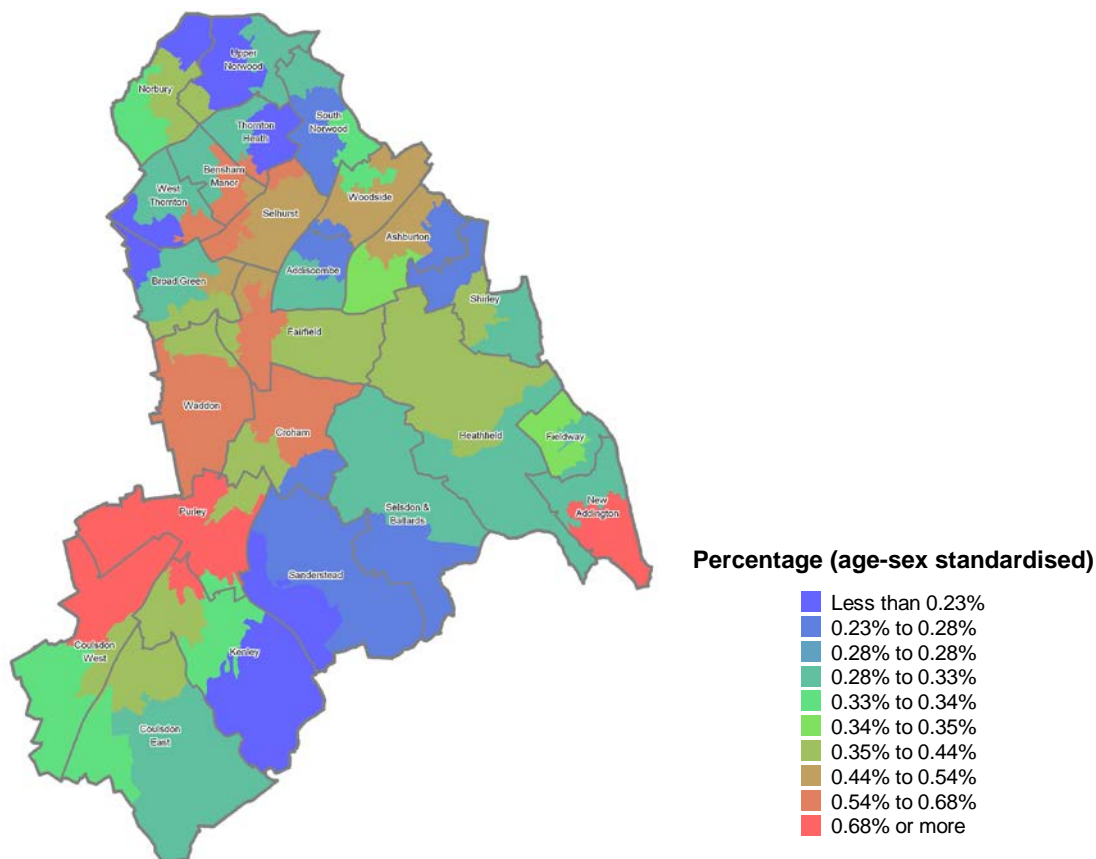 Upper
Norwood
Norbury
South
Norwood
Thornton
Heath
Bensham
Manor
West
Thornton
Woodside
Selhurst
Ashburton
Addiscombe
Broad Green
Shirley
Fairfield
Waddon
Croham
Heathfield
Fieldway
New
Addington
Purley
Selsdon &
Ballards
Sanderstead
Coulsdon
West
Kenley
Coulsdon
East
Percentage (age-sex standardised)
Less than 0.23%
0.23% to 0.28%
0.28% to 0.28%
0.28% to 0.33%
0.33% to 0.34%
0.34% to 0.35%
0.35% to 0.44%
0.44% to 0.54%
0.54% to 0.68%
0.68% or more